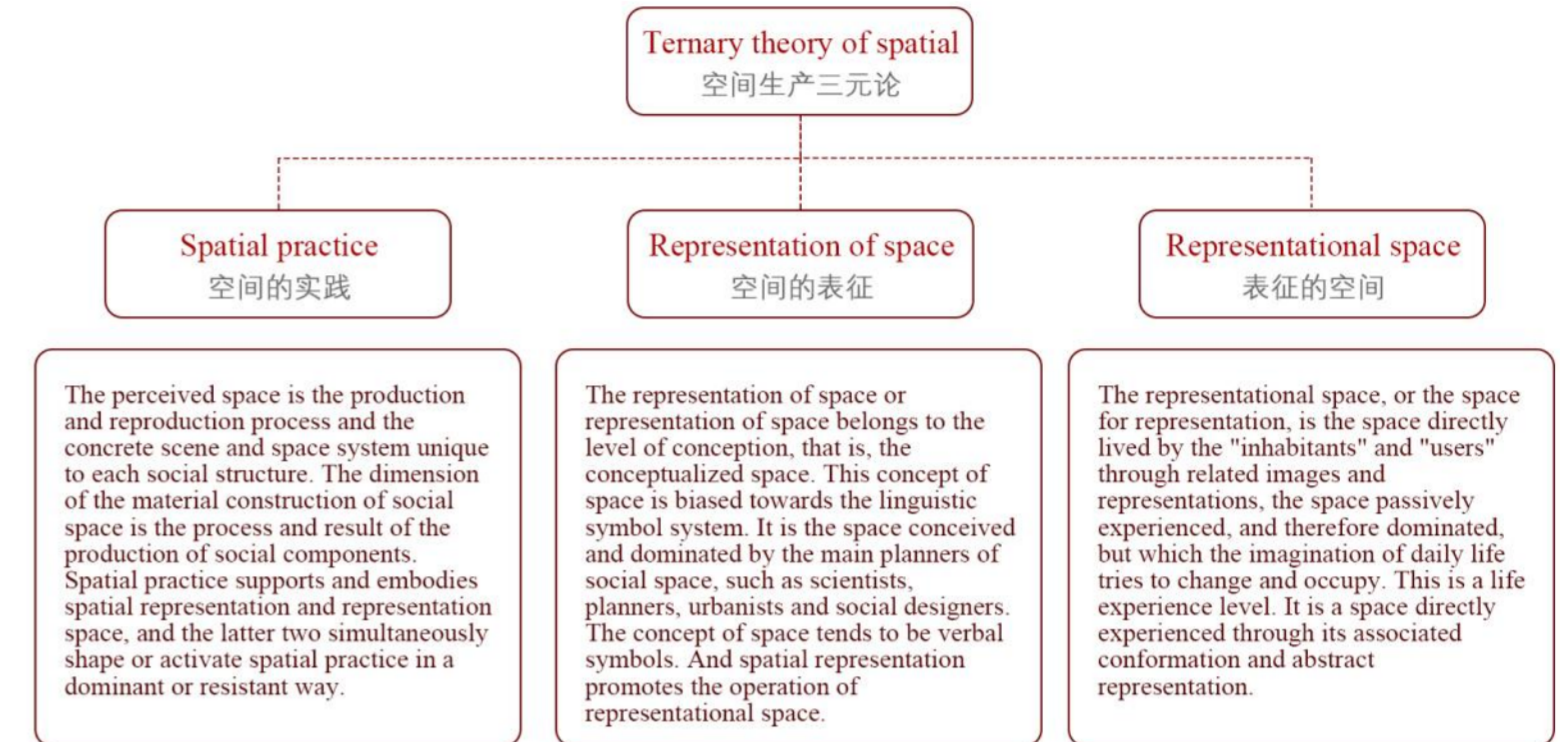 Ternary theory of spatial
空间生产三元论
Spatial practice
空间的实践
Representation of space
空间的表征
Representational space
表征的空间
The perceived space is the production
and reproduction process and the
concrete scene and space system unique
to each social structure. The dimension
of the material construction of social
space is the process and result of the
production of social components.
Spatial practice supports and embodies
spatial representation and representation
space, and the latter two simultaneously
shape or activate spatial practice in a
dominant or resistant way.
The representation of space or
representation of space belongs to the
level of conception, that is, the
conceptualized space. This concept of
space is biased towards the linguistic
symbol system. It is the space conceived
and dominated by the main planners of
social space, such as scientists,
planners, urbanists and social designers.
The concept of space tends to be verbal
symbols. And spatial representation
promotes the operation of
representational space.
The representational space, or the space
for representation, is the space directly
lived by the "inhabitants" and "users"
through related images and
representations, the space passively
experienced, and therefore dominated,
but which the imagination of daily life
tries to change and occupy. This is a life
experience level. It is a space directly
experienced through its associated
conformation and abstract
representation.